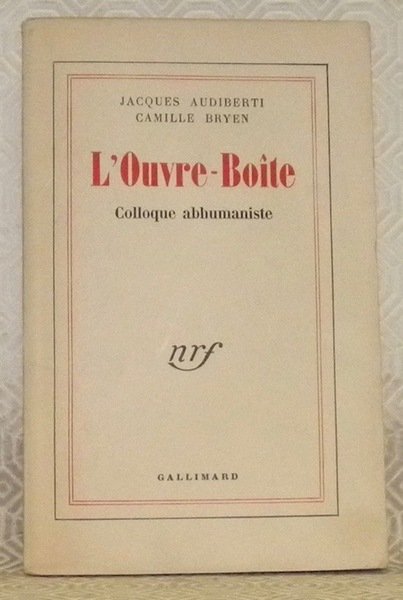 JACQUES AUDIBERTI
CAMILLE BRYEN
L'Ouvre-Boîte
Colloque abhumaniste
nrf
GALLIMARD